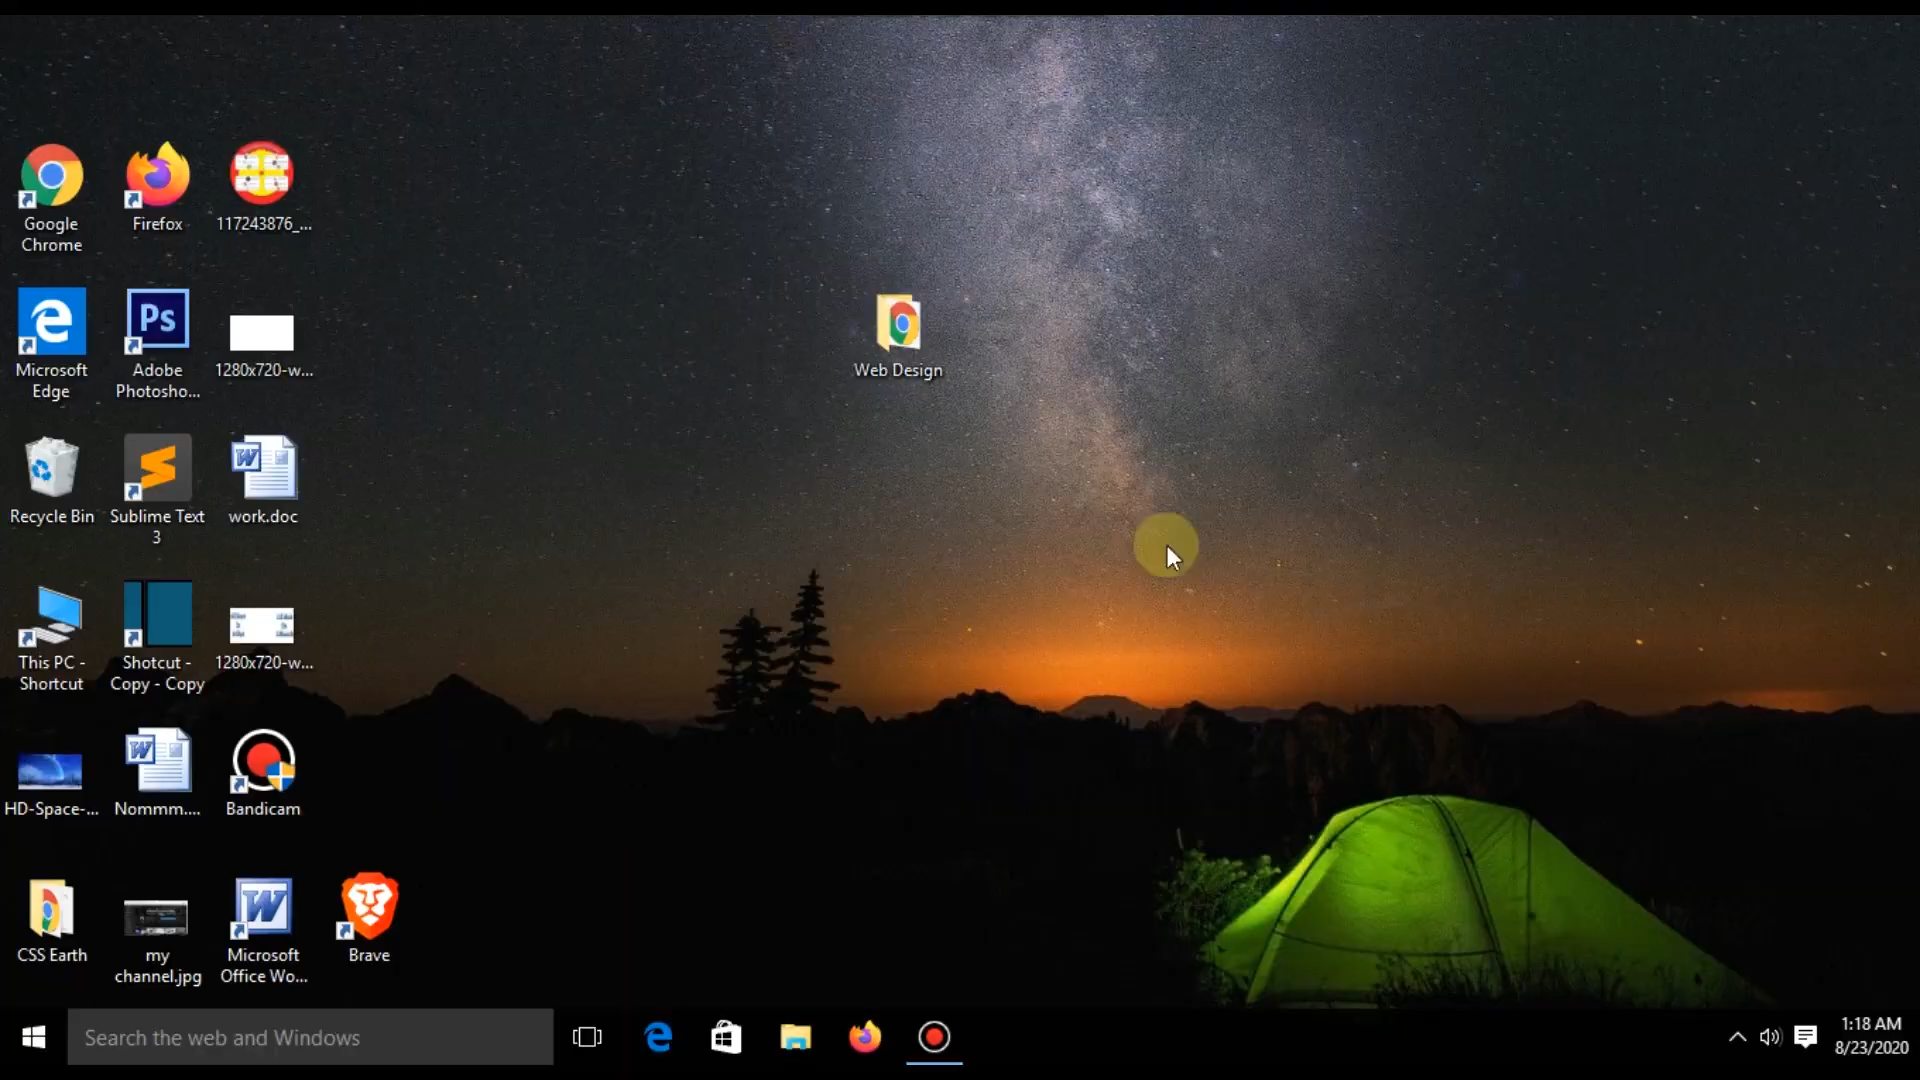 Google
Chrome
Firefox
117243876_...
Microsoft
Edge
Ps
Adobe
Photosho...
1280x720-w...
Web Design
Recycle Bin
Sublime Text
3
work.doc
This PC -
Shortcut
Shotcut -
Copy - Copy
1280x720-w...
HD-Space-...
Nommm....
Bandicam
CSS Earth
my
channel.jpg
Microsoft
Office Wo...
Brave
Search the web and Windows
1:18 AM
8/23/2020